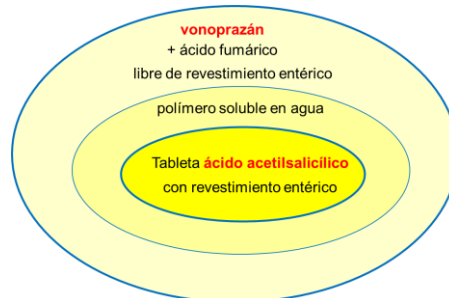 vonoprazán
+ ácido fumárico
libre de revestimiento entérico
polímero soluble en agua
Tableta ácido acetilsalicílico
con revestimiento entérico